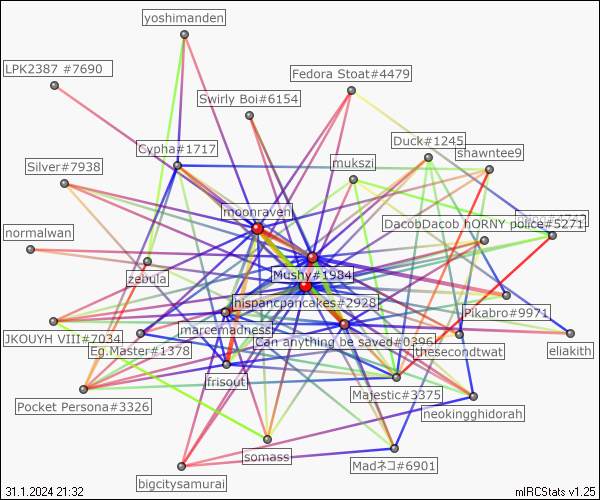 yoshimanden
LPK2387 #7690
Fedora Stoat#4479
Swirly Boi#6154
Duck#1245
Cypha#1717
shawntee9
Silver#7938
mukszi
moonraven
DacobDacob hORNY police#5271
normalwan
Mushy#1984
zebula
hispancpancakes#2928
Pikabro#9971
marcemadness
JKOUYH VIII#7034
Can anything be saved#0396
Eg.Master#1378
thesecondtwat
eliakith
frisout
Majestic#3375
Pocket Persona#3326
neokingghidorah
somass
Madネコ#6901
bigcitysamurai
31.1.2024 21:32
mIRCStats v1.25